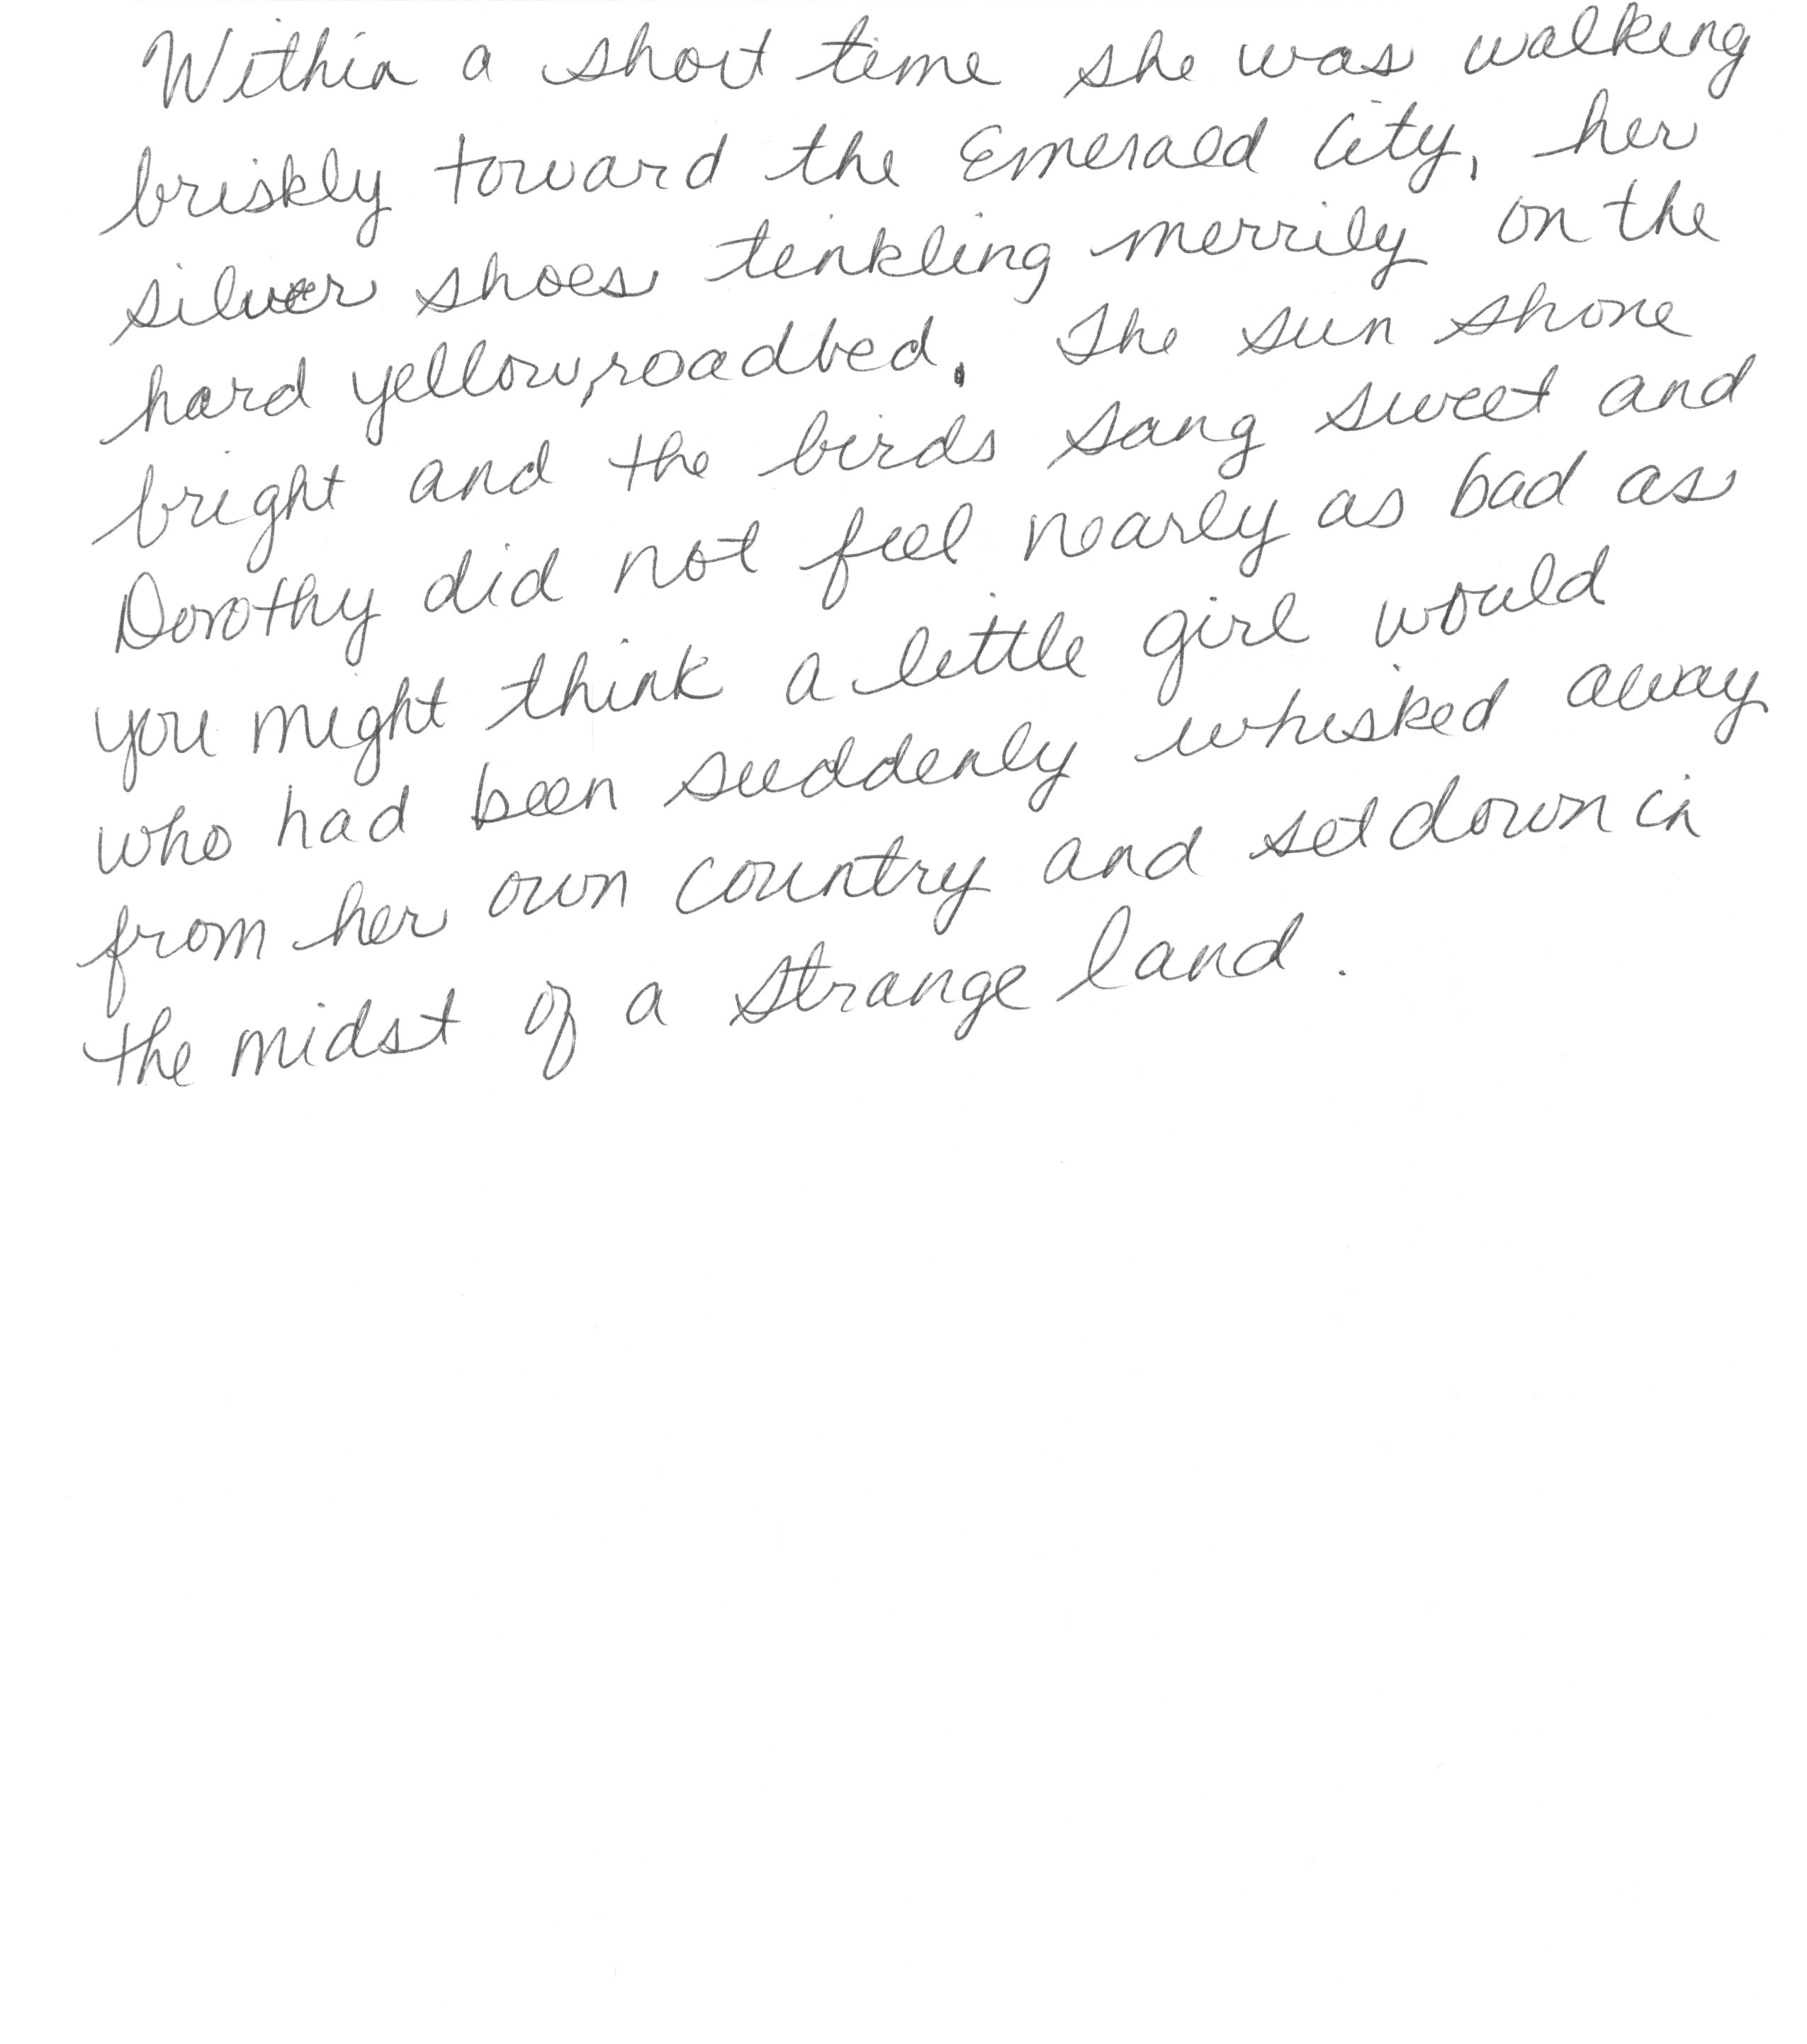 Within a short time she was walking
briskly toward the Emerald City, her
silver shoes tinkling merrily on the
hard yellow, roadbed. The sun shone
bright and the birds sang sweet and
Dorothy did not feel nearly as bad as
you might think a little girl would
who had been suddenly whisked away
from her own country and set down in
the midst of a strange land.